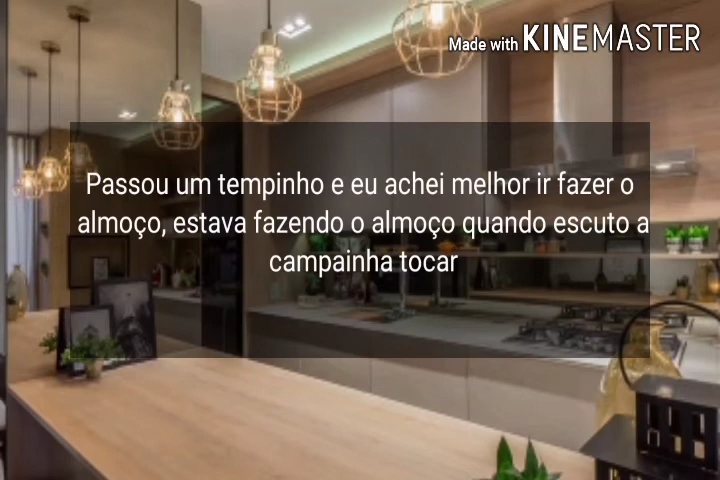 Made with KINEMASTER
Passou um tempinho e eu achei melhor ir fazer o
almoço, estava fazendo o almoço quando escuto a
campainha tocar